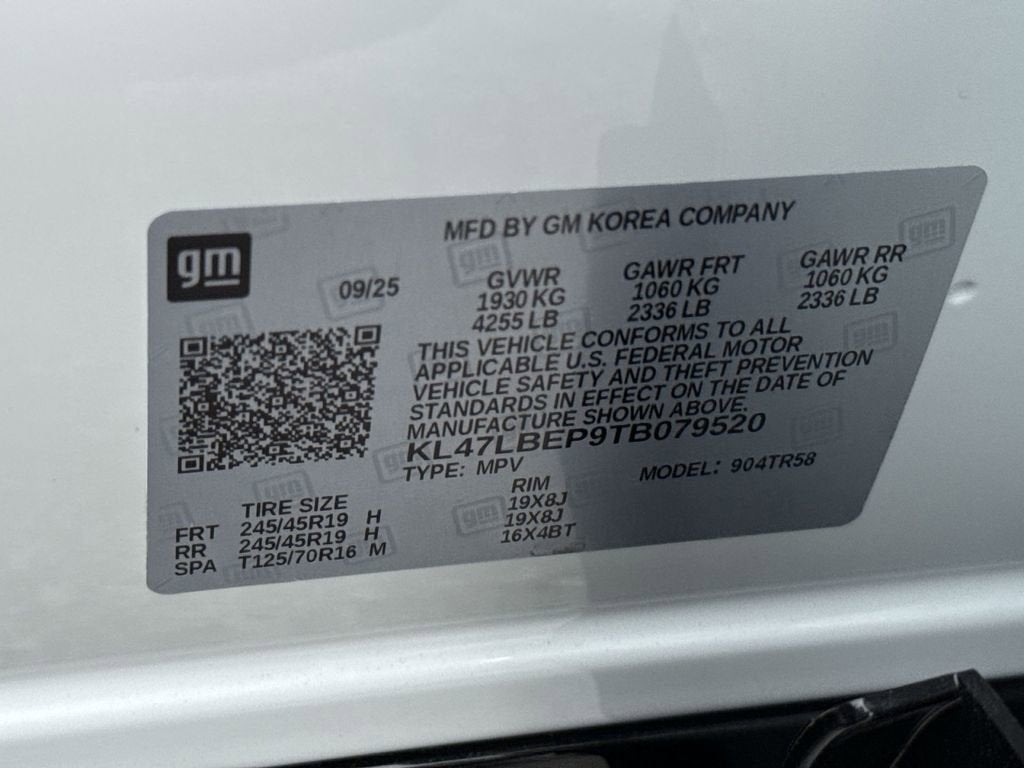 gm
MFD BY GM KOREA COMPANY
09/25
GVWR GAWR FRT GAWR RR
1930 KG 1060 KG 1060 KG
4255 LB 2336 LB 2336 LB
THIS VEHICLE CONFORMS TO ALL
APPLICABLE U.S. FEDERAL MOTOR
VEHICLE SAFETY AND THEFT PREVENTION
STANDARDS IN EFFECT ON THE DATE OF
MANUFACTURE SHOWN ABOVE.
KL47LBEP9TB079520
TYPE: MPV MODEL: 904TR58
TIRE SIZE RIM
FRT 245/45R19 H 19X8J
RR 245/45R19 H 19X8J
SPA T125/70R16 M 16X4BT